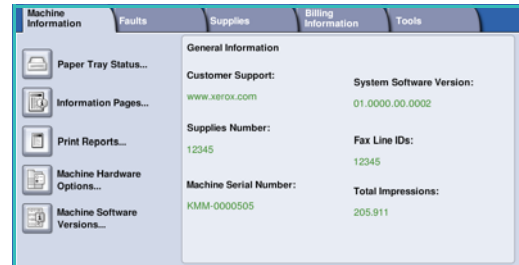 Machine
Information
Faults
Supplies
Billing
Information
Tools
Paper Tray Status...
Information Pages...
Print Reports...
Machine Hardware
Options...
Machine Software
Versions...
General Information
Customer Support:
www.xerox.com
Supplies Number:
12345
Machine Serial Number:
KMM-0000505
System Software Version:
01.0000.00.0002
Fax Line IDs:
12345
Total Impressions:
205.911